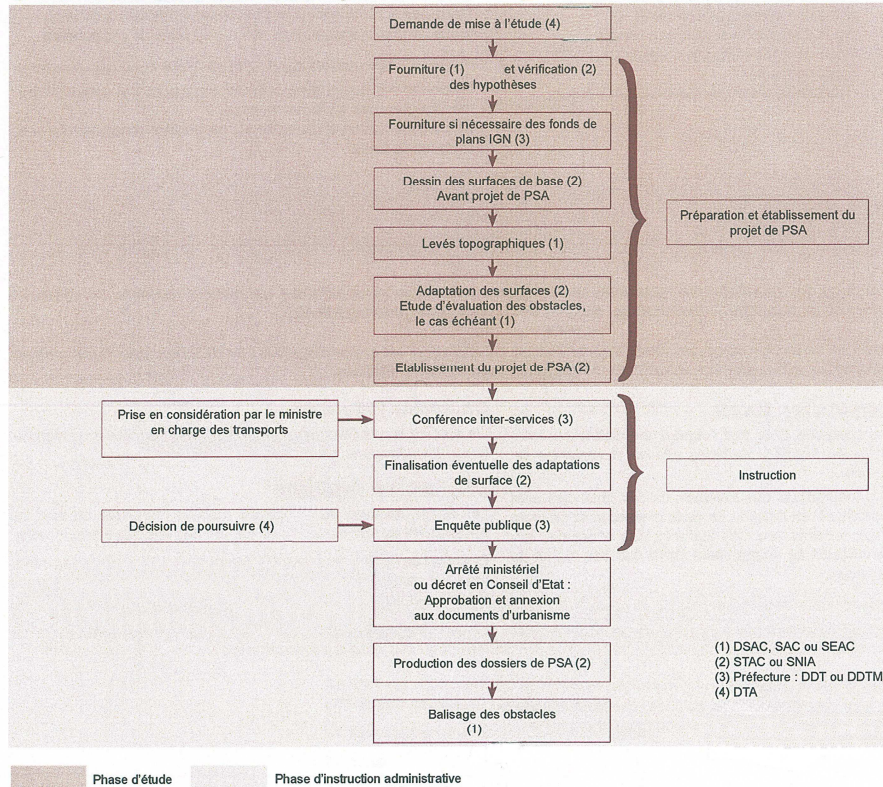 Demande de mise à l'étude (4)
Fourniture (1) et vérification (2)
des hypothèses
Fourniture si nécessaire des fonds de
plans IGN (3)
Dessin des surfaces de base (2)
Avant projet de PSA
Levés topographiques (1)
Adaptation des surfaces (2)
Etude d'évaluation des obstacles,
le cas échéant (1)
Etablissement du projet de PSA (2)
Préparation et établissement du
projet de PSA
Prise en considération par le ministre
en charge des transports
Conférence inter-services (3)
Finalisation éventuelle des adaptations
de surface (2)
Instruction
Décision de poursuivre (4)
Enquête publique (3)
Arrêté ministériel
ou décret en Conseil d'Etat :
Approbation et annexion
aux documents d'urbanisme
Production des dossiers de PSA (2)
Balisage des obstacles
(1)
(1) DSAC, SAC ou SEAC
(2) STAC ou SNIA
(3) Préfecture : DDT ou DDTM
(4) DTA
Phase d'étude
Phase d'instruction administrative